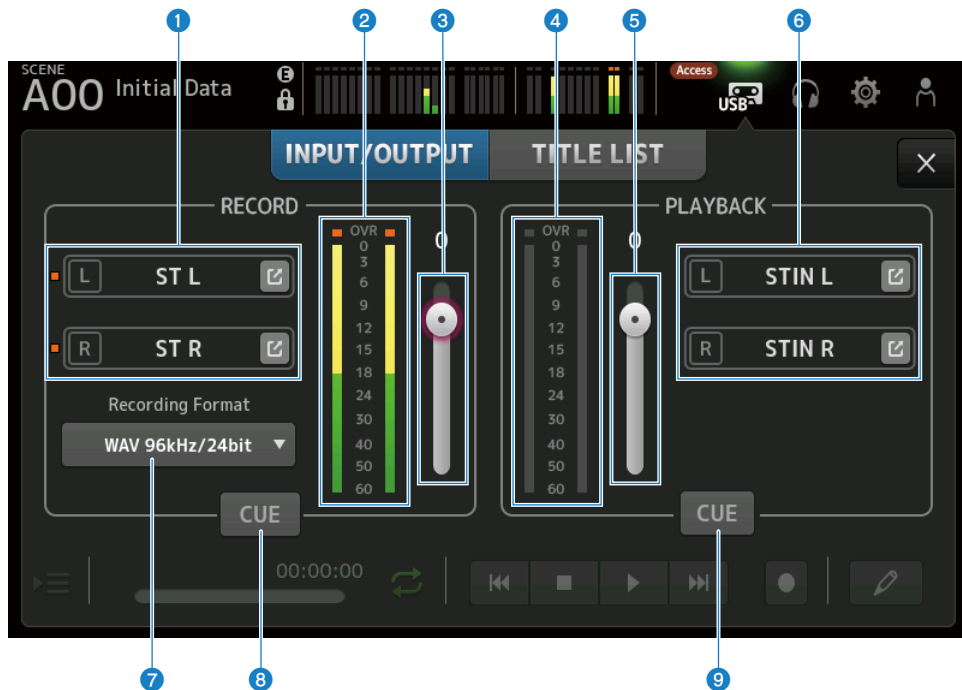 1 2 3 4 5 6
SCENE
A00 Initial Data
E
Access
USB
INPUT/OUTPUT TITLE LIST
RECORD
L ST L
R ST R
Recording Format
WAV 96kHz/24bit
CUE
OVR
0
3
6
9
12
15
18
24
30
40
50
60
0
PLAYBACK
OVR
0
3
6
9
12
15
18
24
30
40
50
60
0
L STIN L
R STIN R
CUE
00:00:00
7 8 9